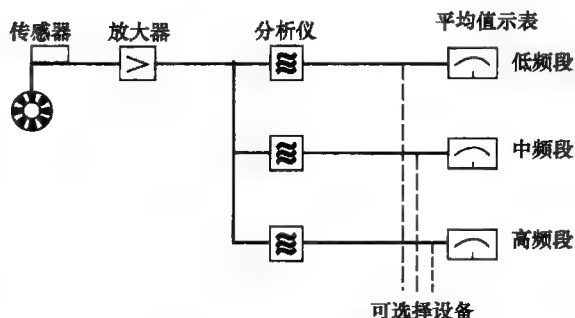 传感器 放大器 分析仪 平均值示表
低频段
中频段
高频段
可选择设备